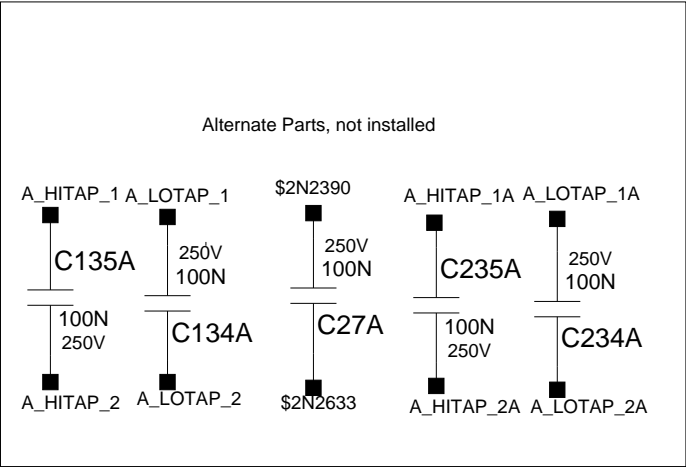 Alternate Parts, not installed
A_HITAP_1
A_LOTAP_1
$2N2390
A_HITAP_1A
A_LOTAP_1A
C135A
100N
250V
250V
100N
C134A
250V
100N
C27A
C235A
100N
250V
250V
100N
C234A
A_HITAP_2
A_LOTAP_2
$2N2633
A_HITAP_2A
A_LOTAP_2A